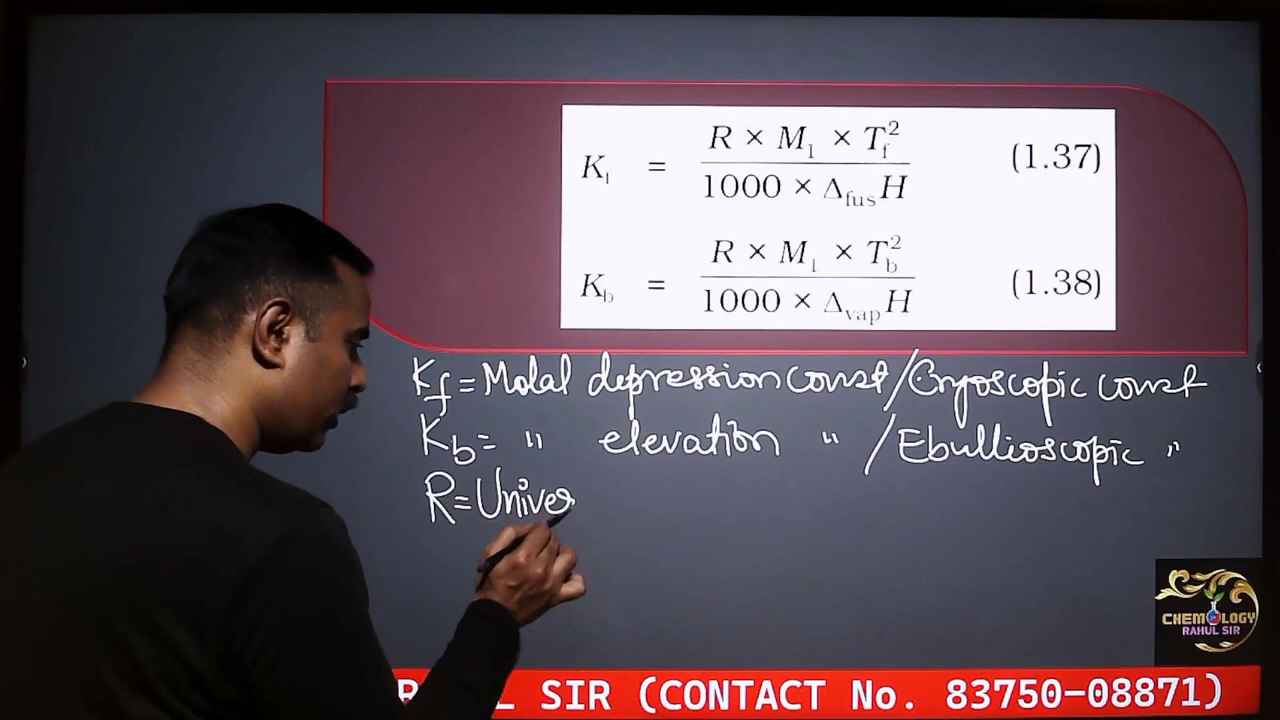 K_f = R × M_1 × T_f^2 / 1000 × Δ_fus H (1.37)
K_b = R × M_1 × T_b^2 / 1000 × Δ_vap H (1.38)
K_f = Molal depression const / Cryoscopic const
K_b = " elevation " / Ebullioscopic "
R = Univer
CHEMOLOGY
RAHUL SIR
SIR (CONTACT No. 83750-08871)